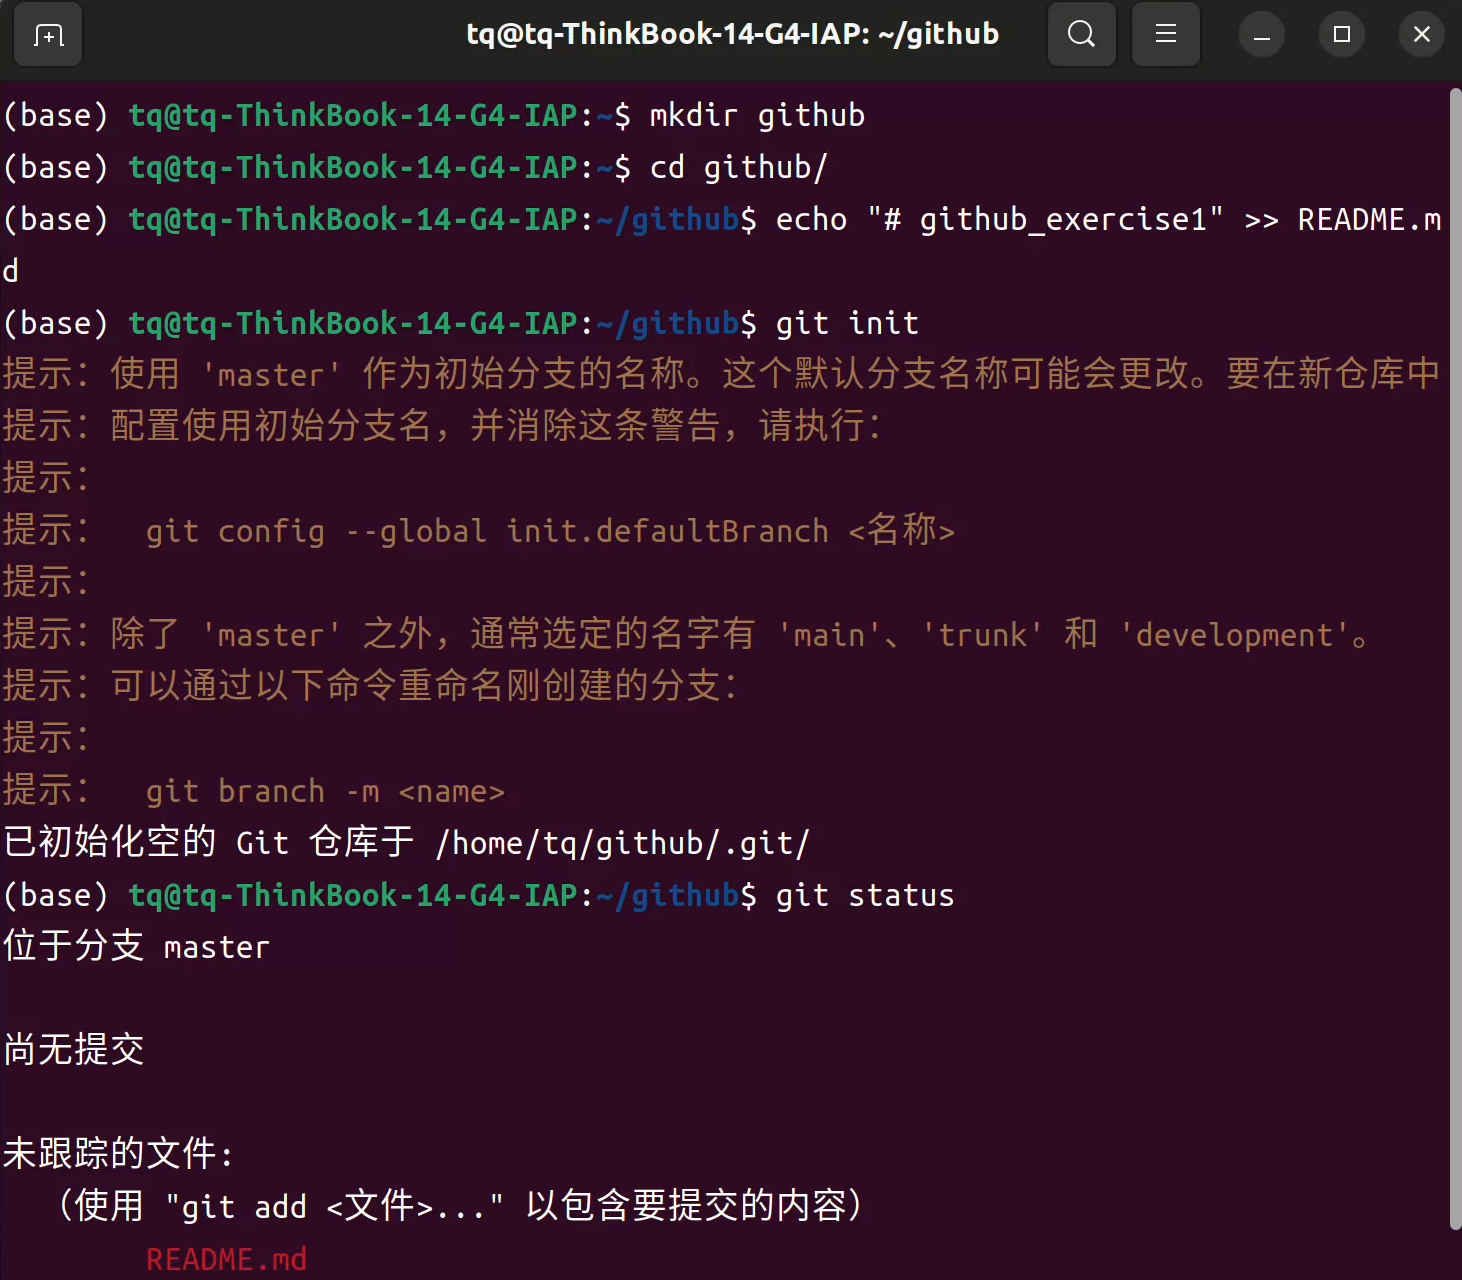 tq@tq-ThinkBook-14-G4-IAP: ~/github
(base) tq@tq-ThinkBook-14-G4-IAP:~$ mkdir github
(base) tq@tq-ThinkBook-14-G4-IAP:~$ cd github/
(base) tq@tq-ThinkBook-14-G4-IAP:~/github$ echo "# github_exercise1" >> README.m
d
(base) tq@tq-ThinkBook-14-G4-IAP:~/github$ git init
提示：使用 'master' 作为初始分支的名称。这个默认分支名称可能会更改。要在新仓库中
提示：配置使用初始分支名，并消除这条警告，请执行：
提示：
提示：  git config --global init.defaultBranch <名称>
提示：
提示：除了 'master' 之外，通常选定的名字有 'main'、'trunk' 和 'development'。
提示：可以通过以下命令重命名刚创建的分支：
提示：
提示：  git branch -m <name>
已初始化空的 Git 仓库于 /home/tq/github/.git/
(base) tq@tq-ThinkBook-14-G4-IAP:~/github$ git status
位于分支 master
尚无提交
未跟踪的文件:
  （使用 "git add <文件>..." 以包含要提交的内容）
        README.md